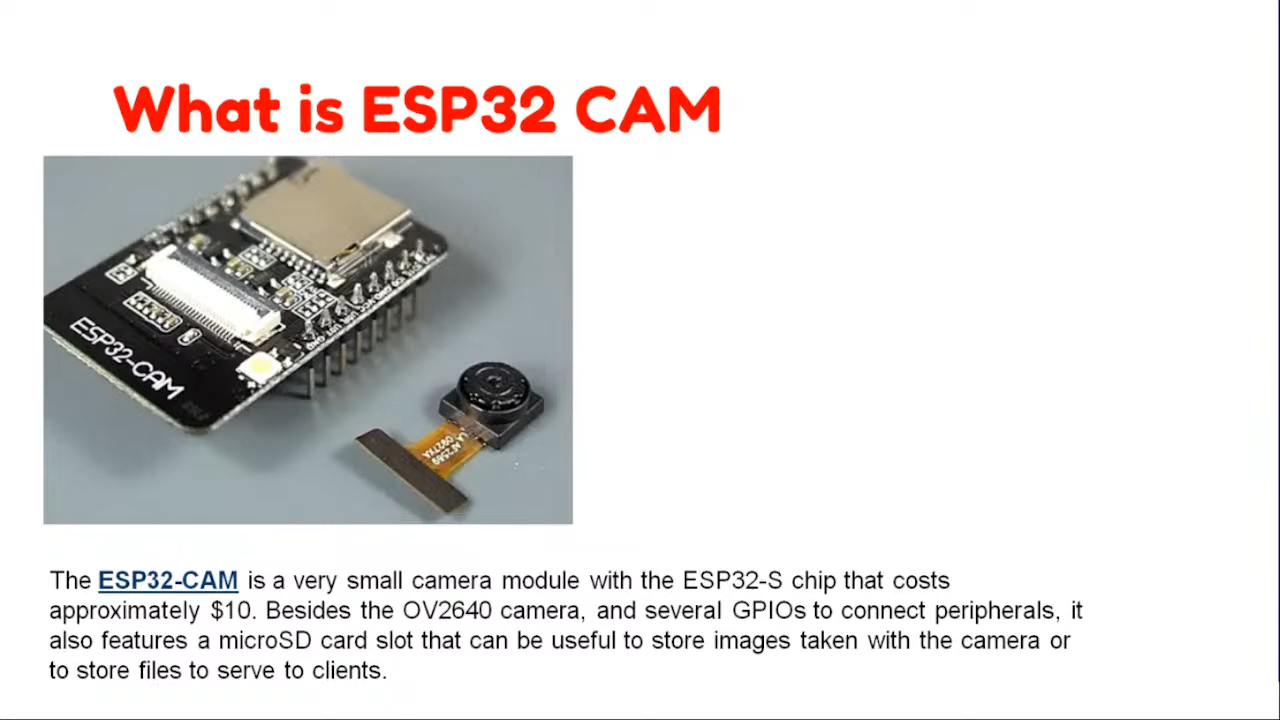 What is ESP32 CAM
ESP32-CAM
The ESP32-CAM is a very small camera module with the ESP32-S chip that costs
approximately $10. Besides the OV2640 camera, and several GPIOs to connect peripherals, it
also features a microSD card slot that can be useful to store images taken with the camera or
to store files to serve to clients.